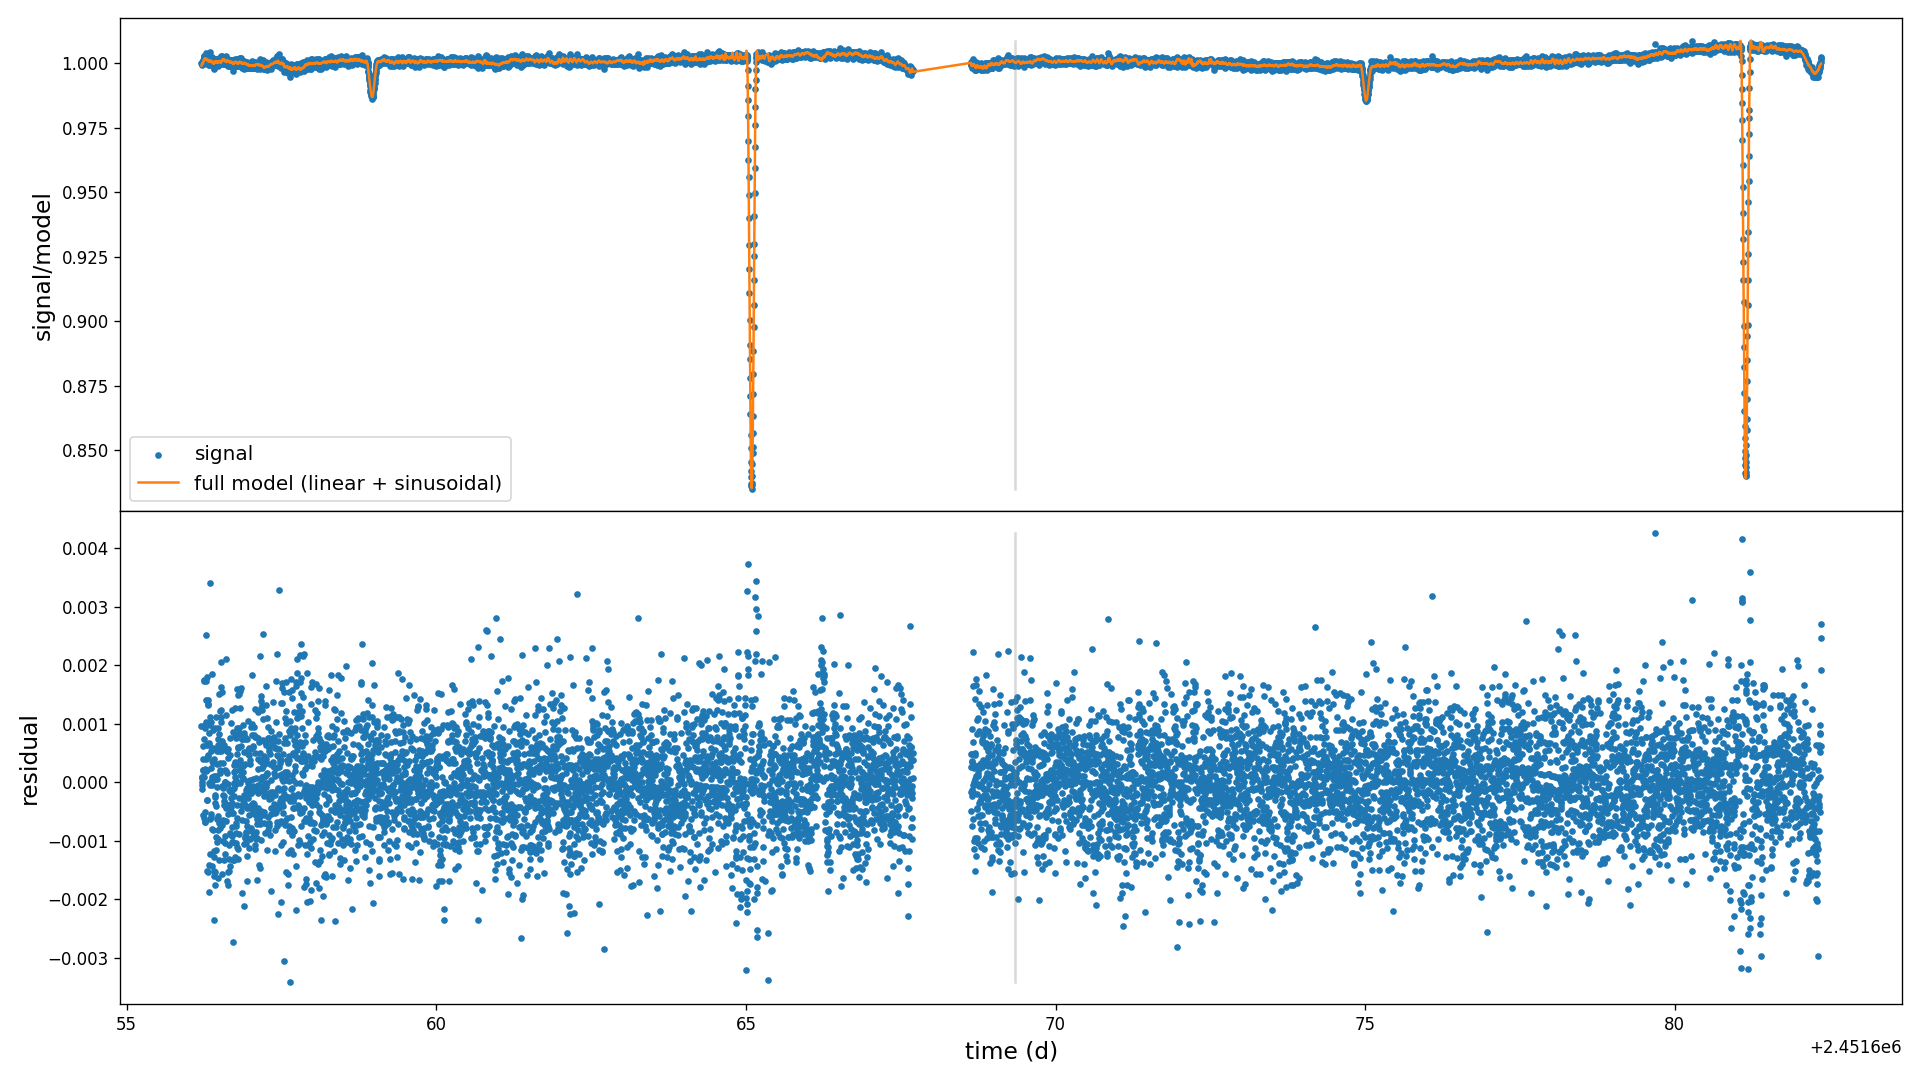 1.000
0.975
0.950
0.925
0.900
0.875
0.850
signal/model
signal
full model (linear + sinusoidal)
0.004
0.003
0.002
0.001
0.000
−0.001
−0.002
−0.003
residual
55 60 65 70 75 80
time (d)
+2.4516e6